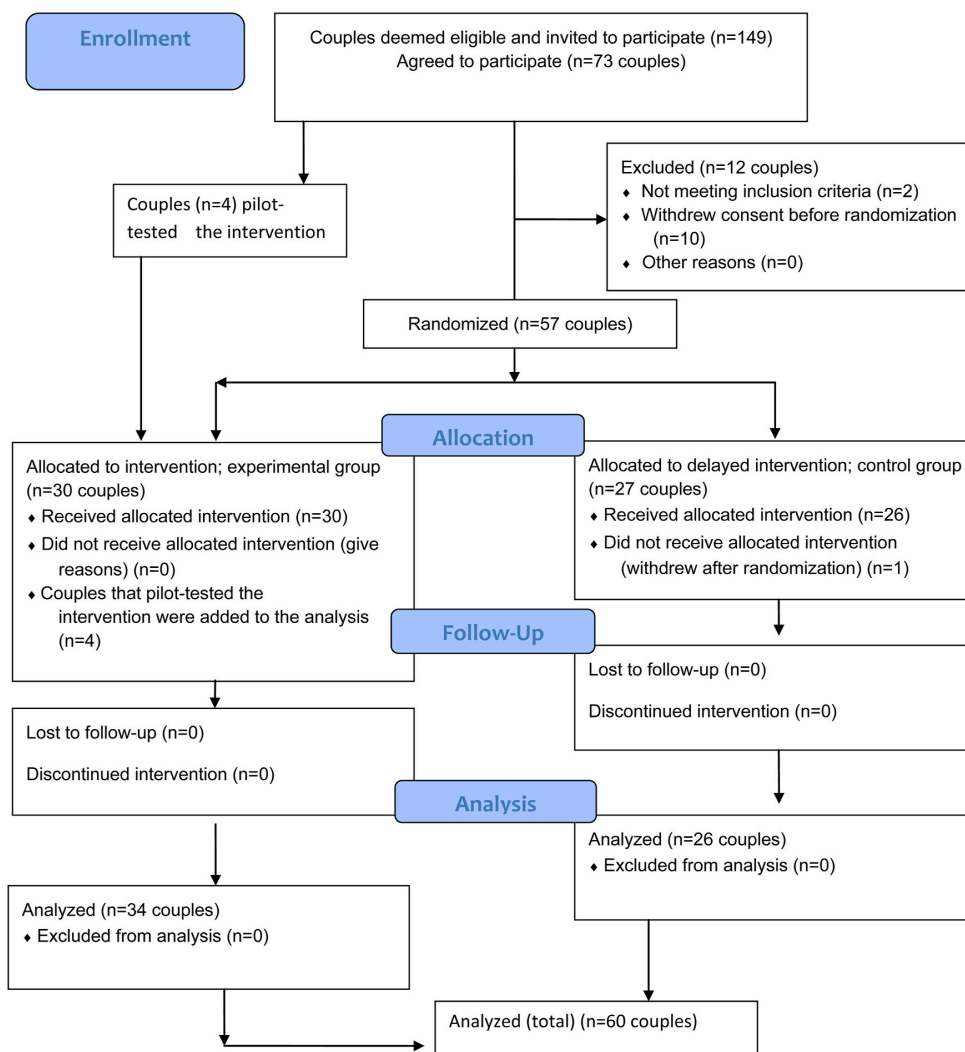 Enrollment
Couples deemed eligible and invited to participate (n=149)
Agreed to participate (n=73 couples)
Excluded (n=12 couples)
♦ Not meeting inclusion criteria (n=2)
♦ Withdrew consent before randomization
(n=10)
♦ Other reasons (n=0)
Couples (n=4) pilot-
tested the intervention
Randomized (n=57 couples)
Allocation
Allocated to intervention; experimental group
(n=30 couples)
♦ Received allocated intervention (n=30)
♦ Did not receive allocated intervention (give
reasons) (n=0)
♦ Couples that pilot-tested the
intervention were added to the analysis
(n=4)
Allocated to delayed intervention; control group
(n=27 couples)
♦ Received allocated intervention (n=26)
♦ Did not receive allocated intervention
(withdrew after randomization) (n=1)
Follow-Up
Lost to follow-up (n=0)
Discontinued intervention (n=0)
Lost to follow-up (n=0)
Discontinued intervention (n=0)
Analysis
Analyzed (n=34 couples)
♦ Excluded from analysis (n=0)
Analyzed (n=26 couples)
♦ Excluded from analysis (n=0)
Analyzed (total) (n=60 couples)